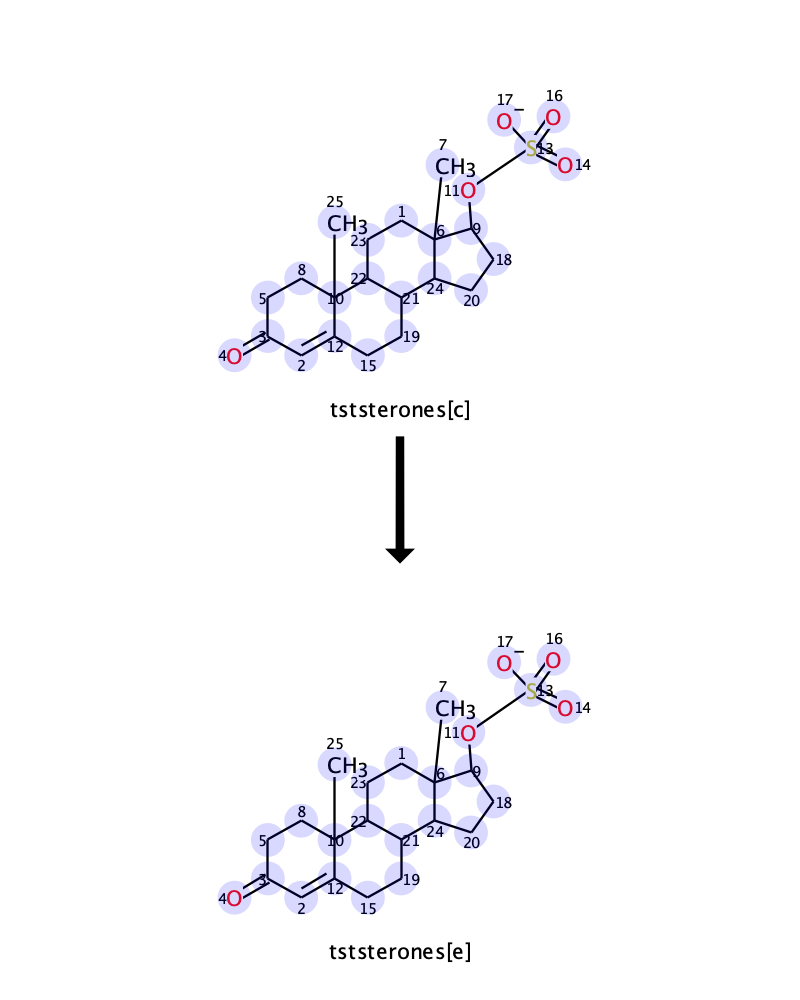 17 – 16
O O
7 S 13
CH3 O 14
11 O
25
CH3 1
23 6 9
8 22 18
5 10 21 24 20
3 12 19
4 O 2 15
tststerones[c]
17 – 16
O O
7 S 13
CH3 O 14
11 O
25
CH3 1
23 6 9
8 22 18
5 10 21 24 20
3 12 19
4 O 2 15
tststerones[e]